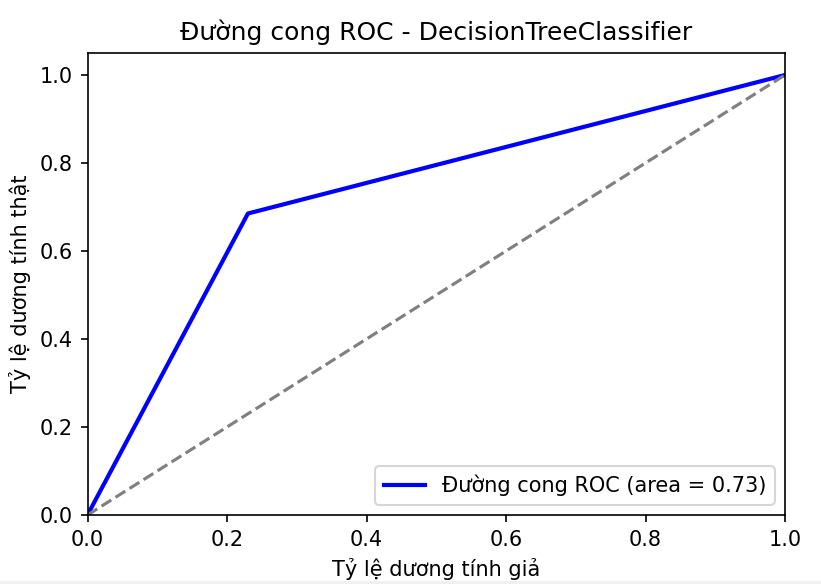 Đường cong ROC - DecisionTreeClassifier
Tỷ lệ dương tính thật
1.0
0.8
0.6
0.4
0.2
0.0
Đường cong ROC (area = 0.73)
0.0 0.2 0.4 0.6 0.8 1.0
Tỷ lệ dương tính giả